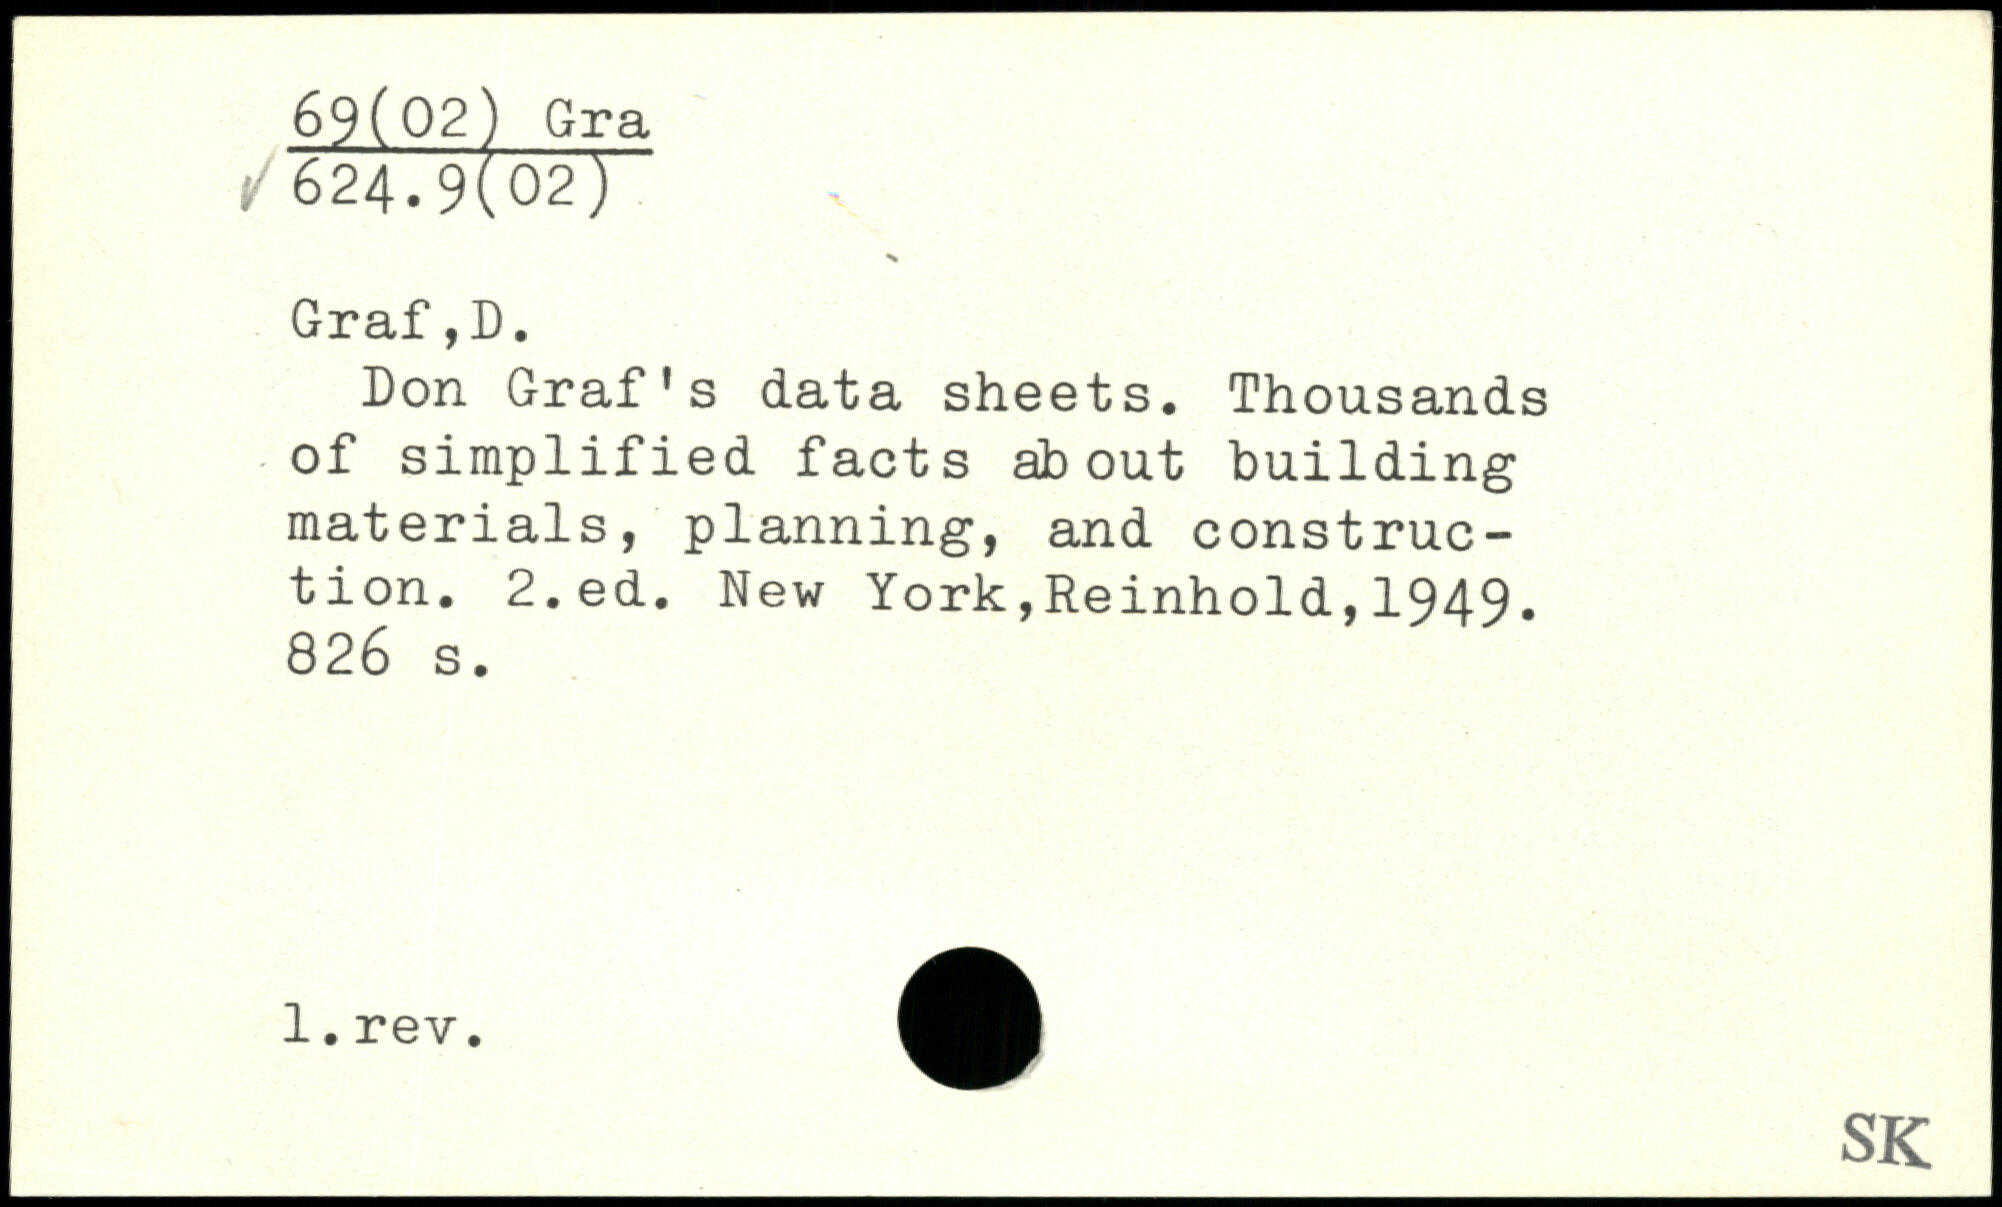 69(02) Gra
624.9(02)
Graf,D.
Don Graf's data sheets. Thousands
of simplified facts about building
materials, planning, and construc-
tion. 2.ed. New York,Reinhold,1949.
826 s.
1.rev.
SK